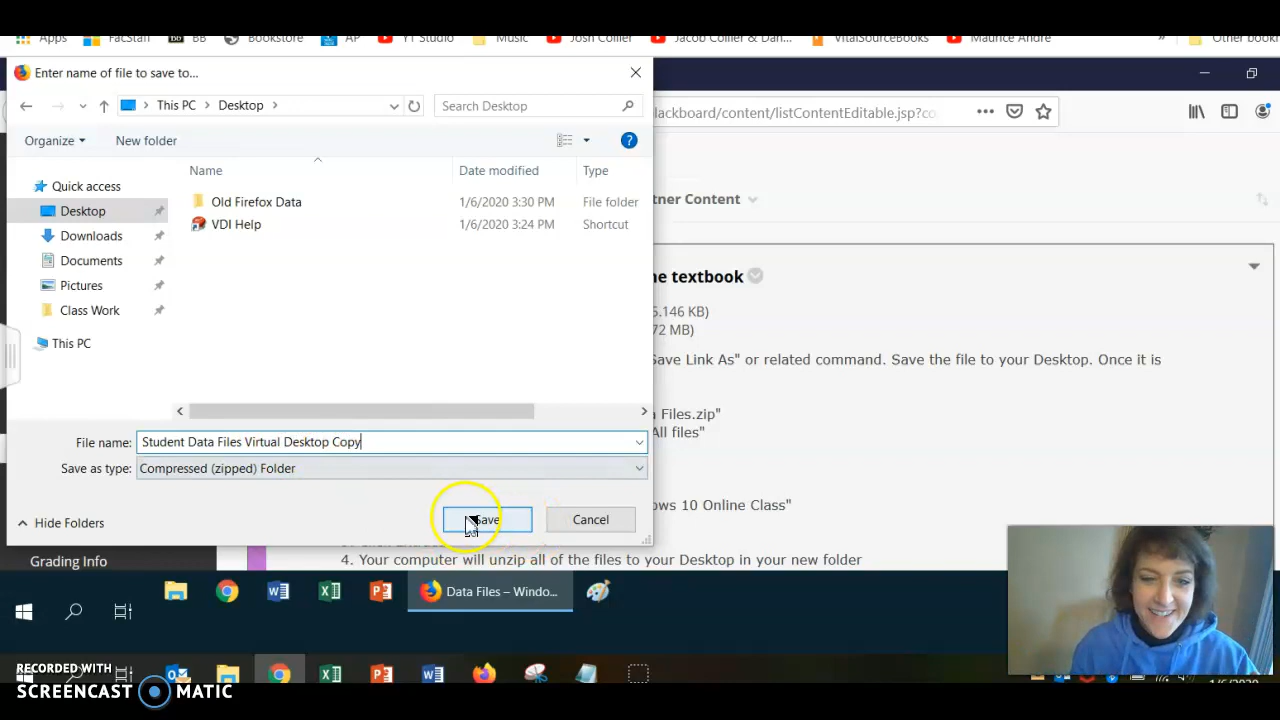 Apps FacStaff BB Bookstore AP YT Studio Music Josh Collier Jacob Collier & Dan... VitalSourceBooks Maurice Andre » Other book
Enter name of file to save to...
This PC > Desktop > Search Desktop
lackboard/content/listContentEditable.jsp?co
Organize New folder
Name Date modified Type
Quick access
Old Firefox Data 1/6/2020 3:30 PM File folder
tner Content
Desktop
VDI Help 1/6/2020 3:24 PM Shortcut
Downloads
Documents
Pictures
Class Work
This PC
ne textbook
.146 KB)
72 MB)
Save Link As" or related command. Save the file to your Desktop. Once it is
a Files.zip"
All files"
File name: Student Data Files Virtual Desktop Copy
Save as type: Compressed (zipped) Folder
ows 10 Online Class"
Hide Folders Save Cancel
4. Your computer will unzip all of the files to your Desktop in your new folder
Grading Info
Data Files – Windo...
RECORDED WITH
SCREENCAST MATIC